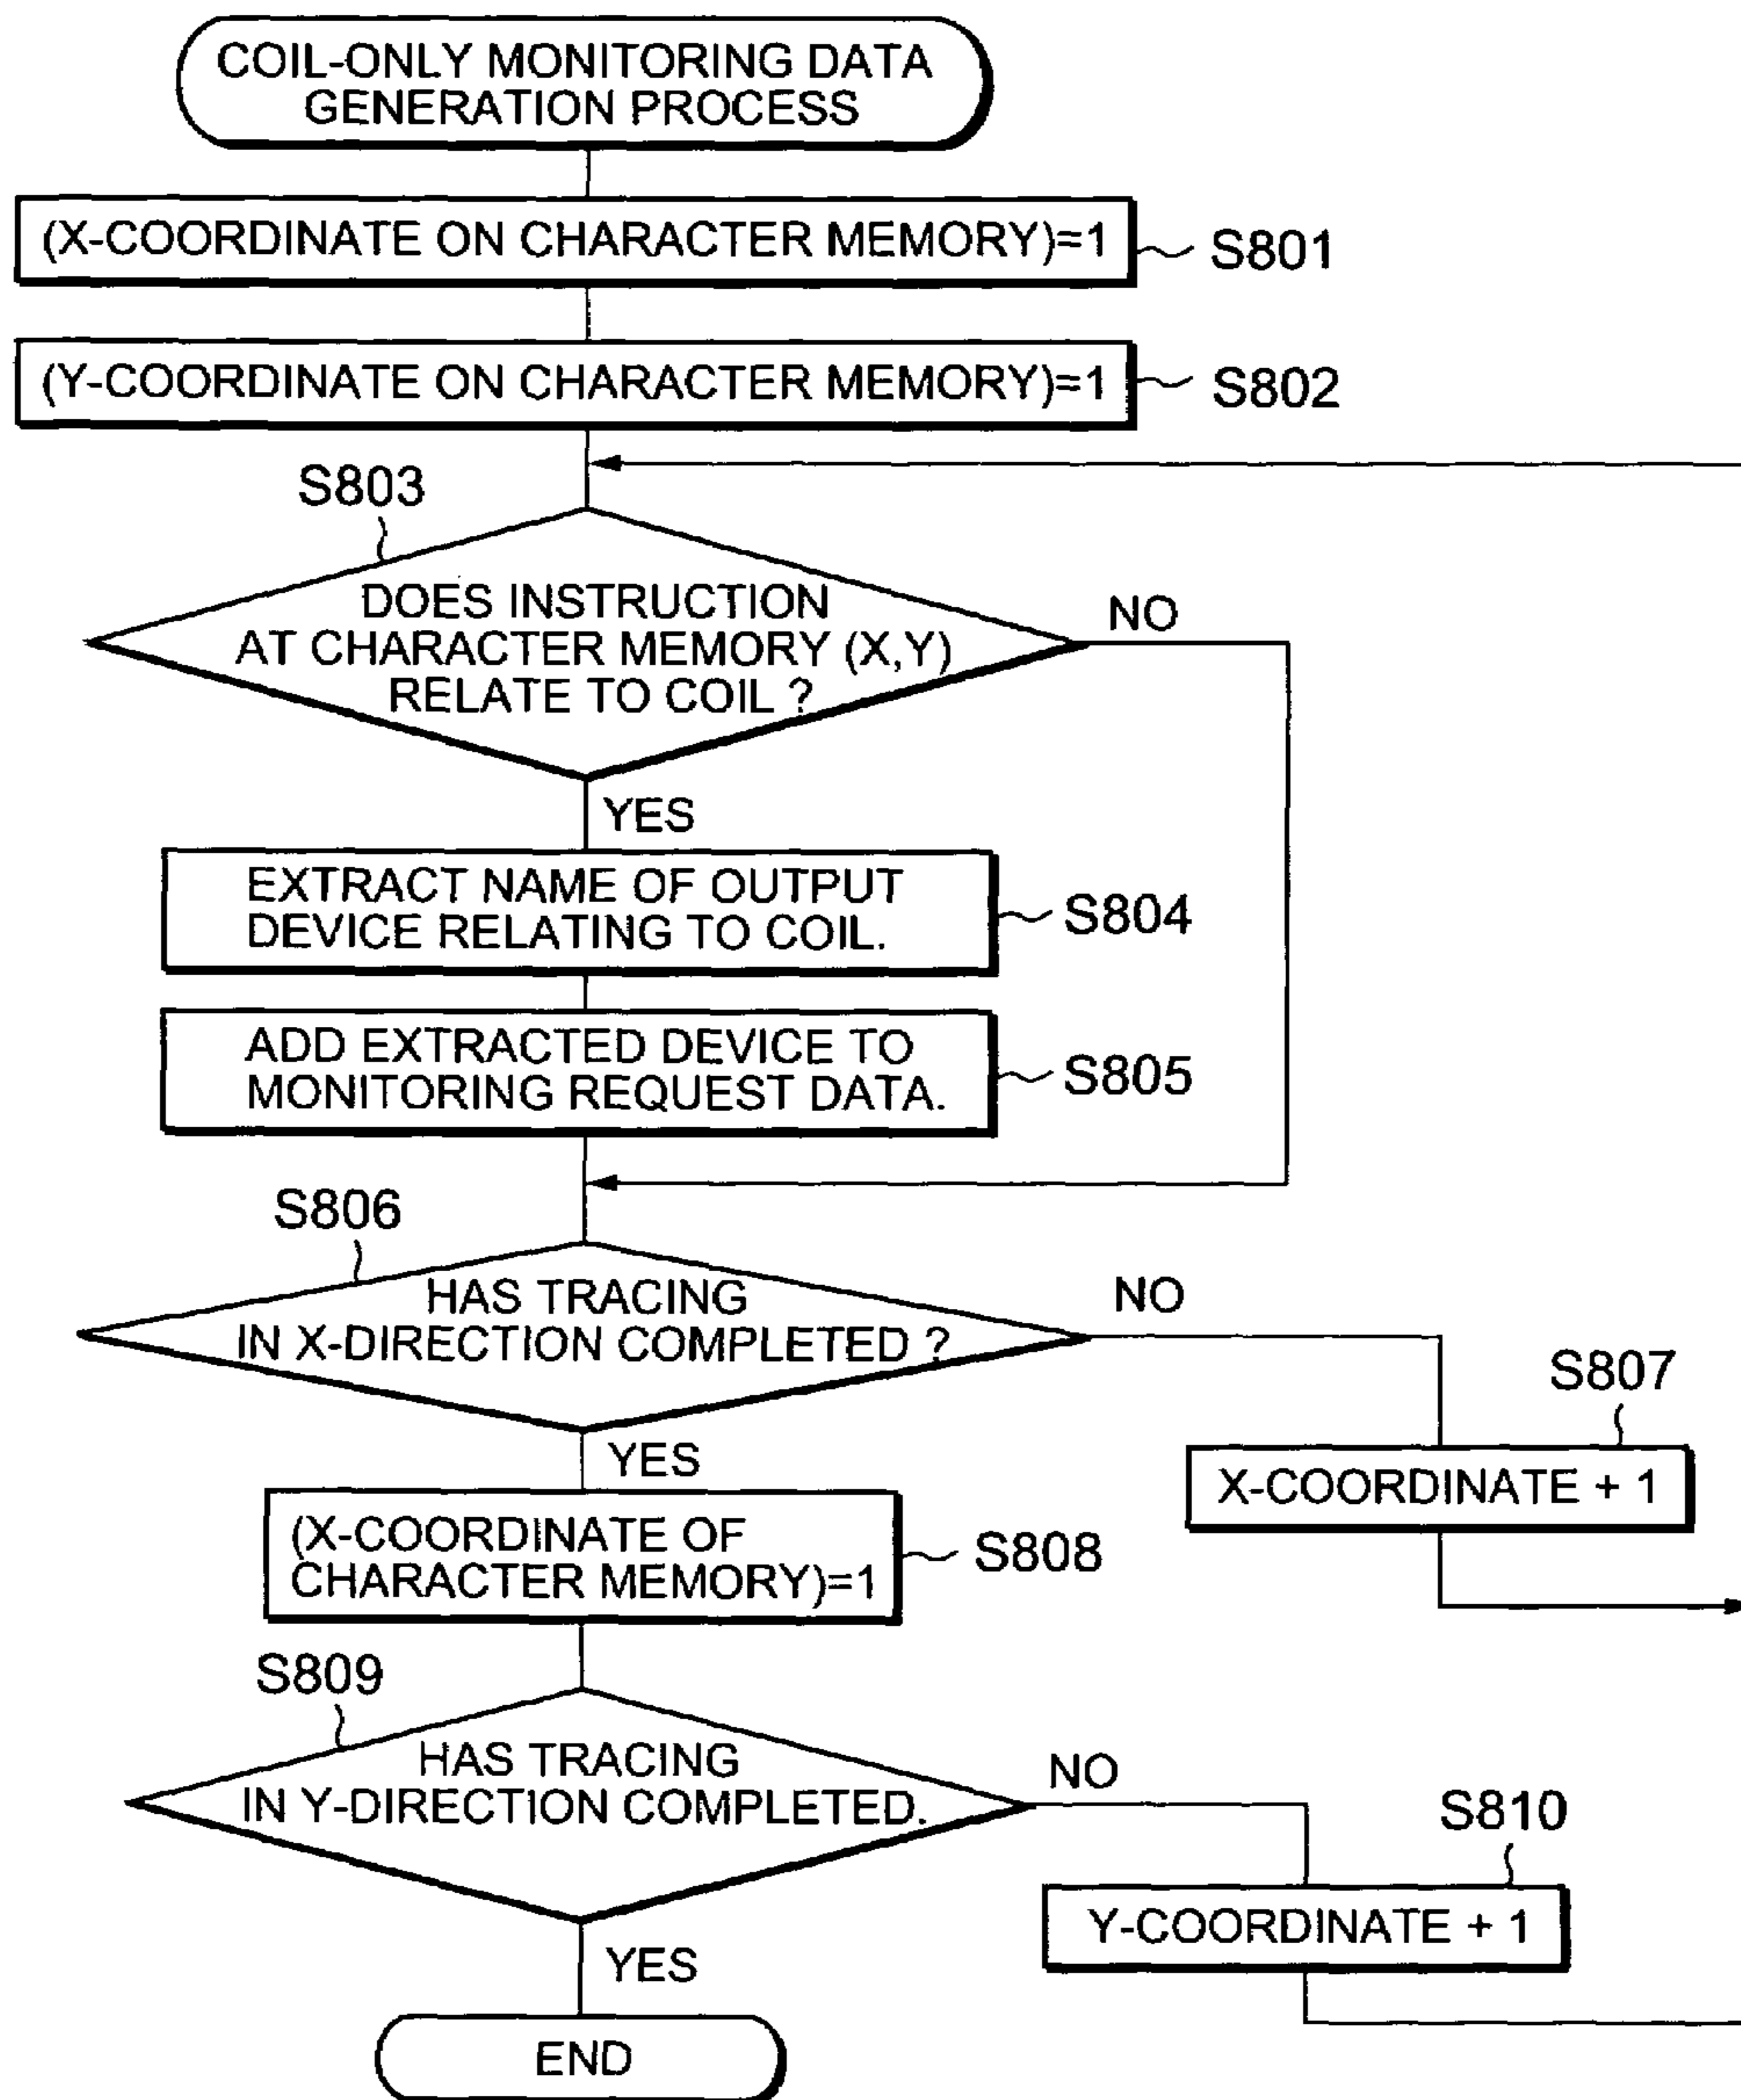 COIL-ONLY MONITORING DATA
GENERATION PROCESS
(X-COORDINATE ON CHARACTER MEMORY)=1
S801
(Y-COORDINATE ON CHARACTER MEMORY)=1
S802
S803
DOES INSTRUCTION
AT CHARACTER MEMORY (X,Y)
RELATE TO COIL ?
NO
YES
EXTRACT NAME OF OUTPUT
DEVICE RELATING TO COIL.
S804
ADD EXTRACTED DEVICE TO
MONITORING REQUEST DATA.
S805
S806
HAS TRACING
IN X-DIRECTION COMPLETED ?
NO
S807
X-COORDINATE + 1
YES
(X-COORDINATE OF
CHARACTER MEMORY)=1
S808
S809
HAS TRACING
IN Y-DIRECTION COMPLETED.
NO
S810
Y-COORDINATE + 1
YES
END